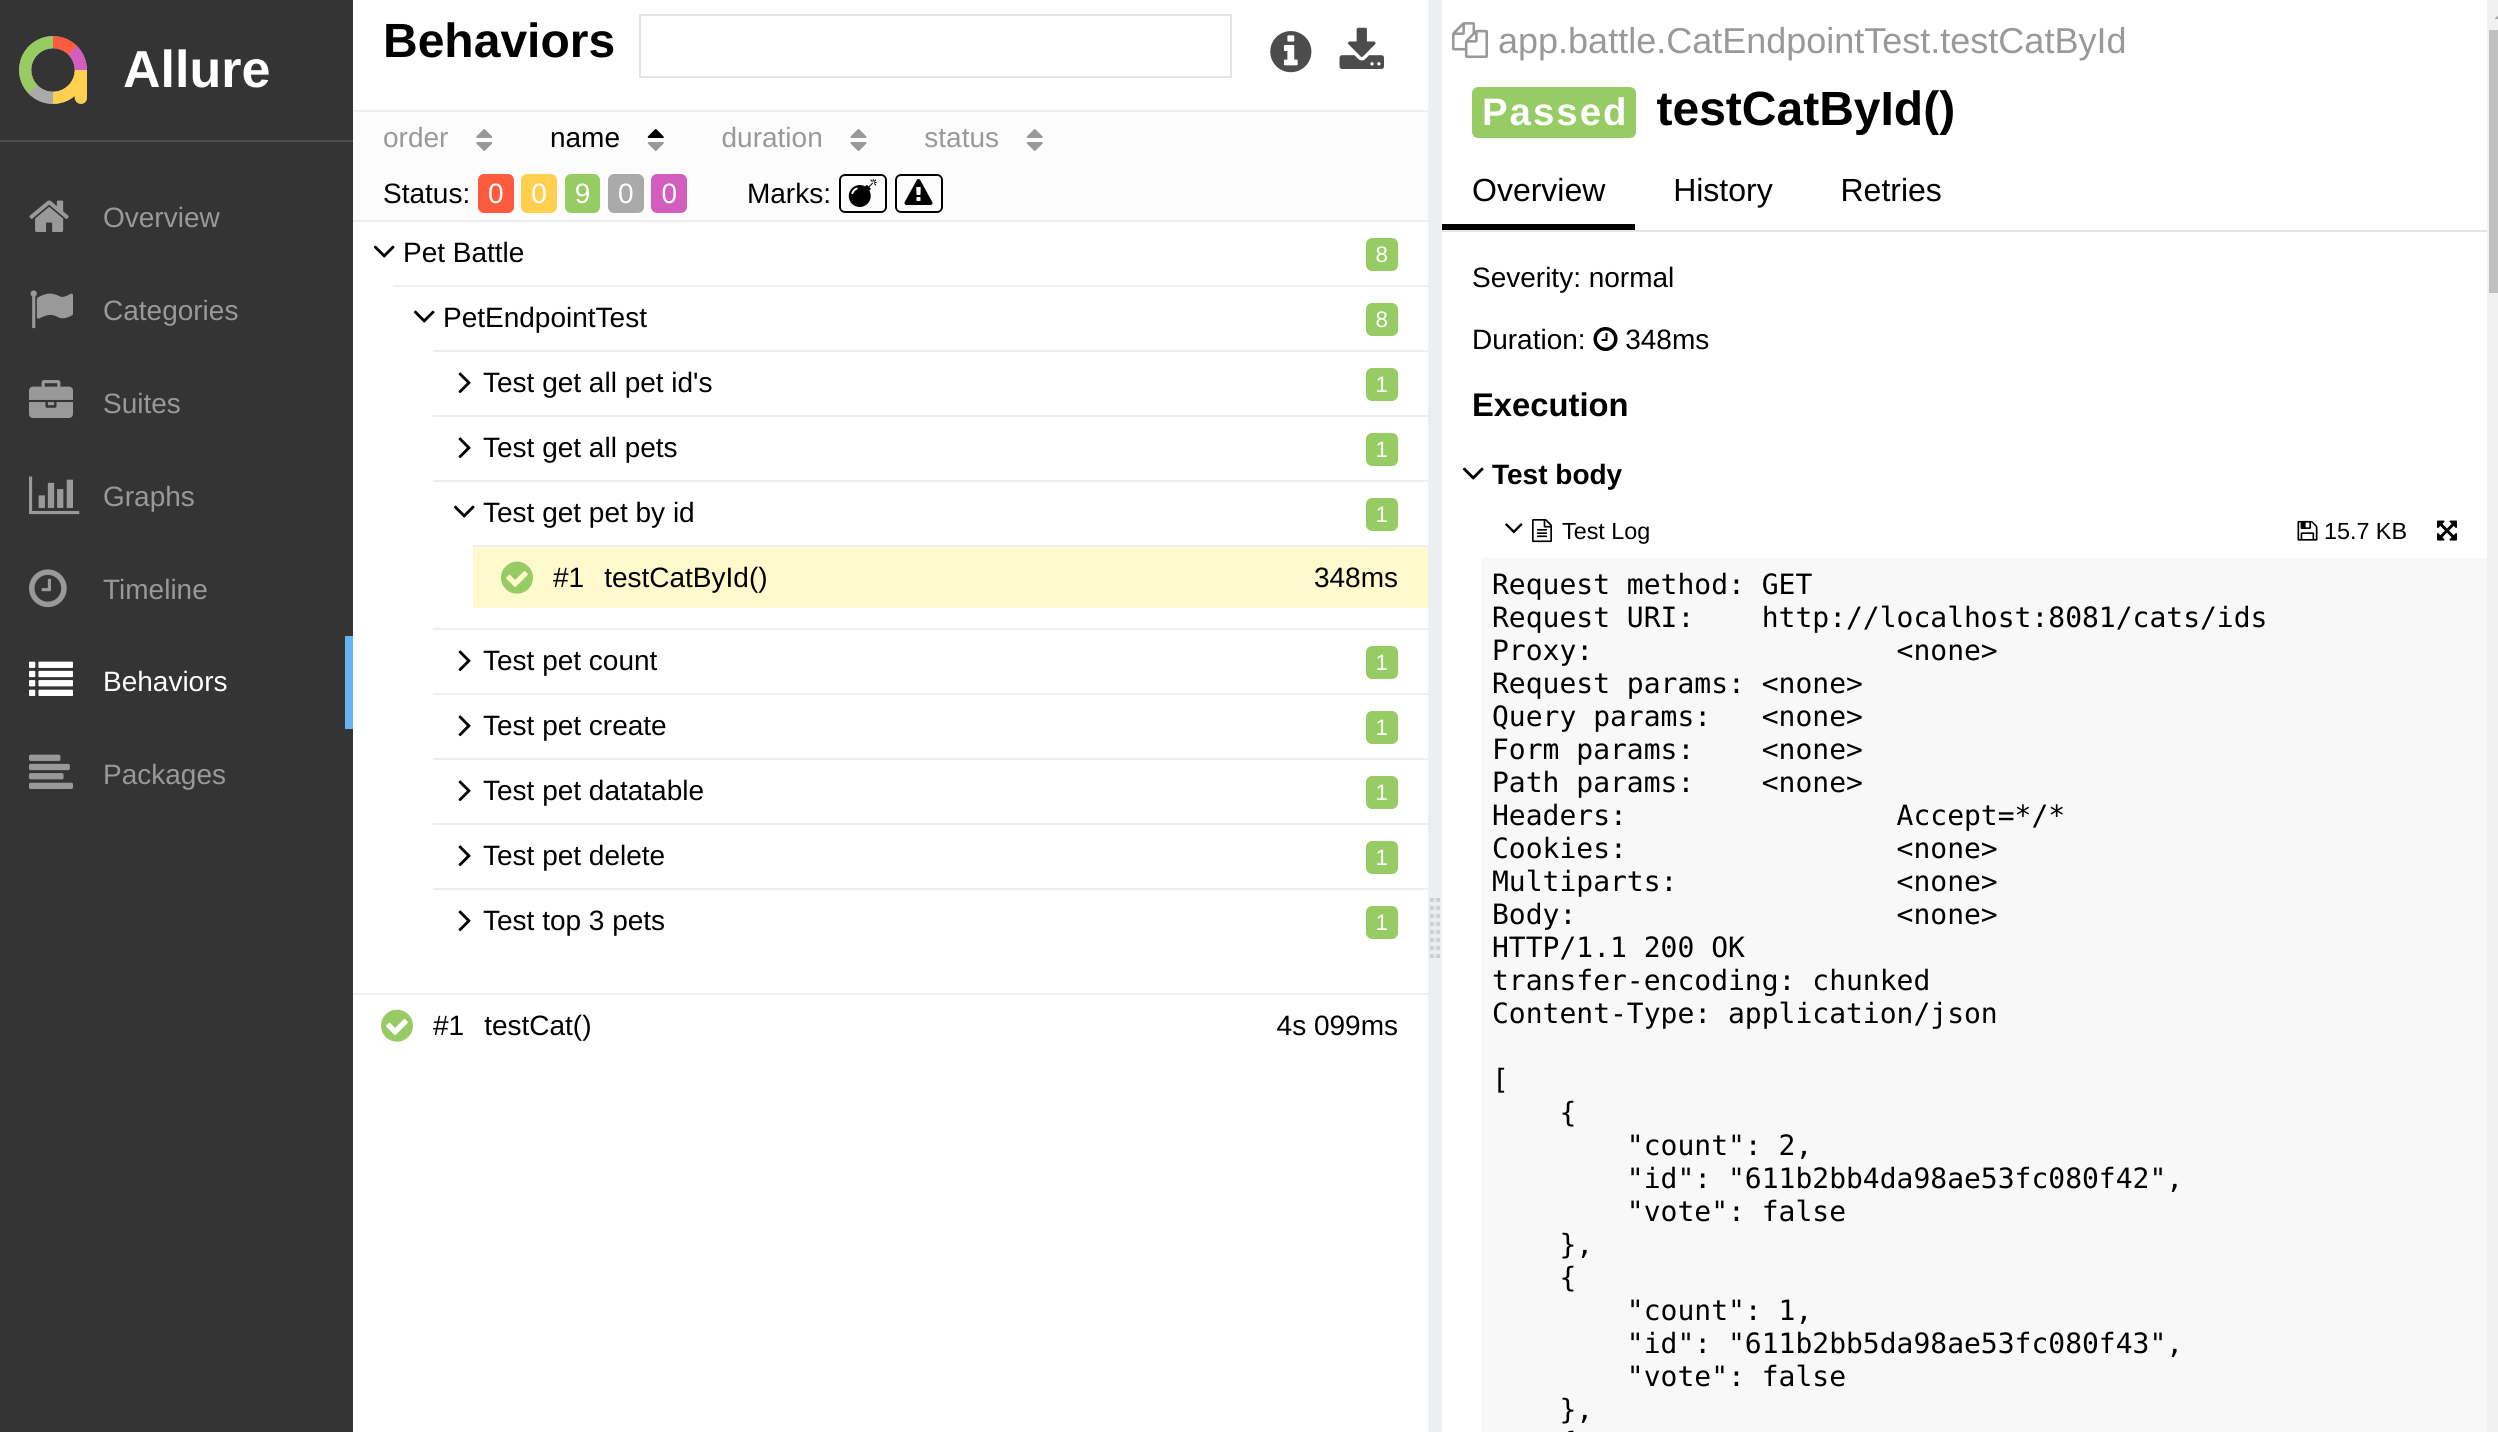 Allure
Overview
Categories
Suites
Graphs
Timeline
Behaviors
Packages
Behaviors
order name duration status
Status: 0 0 9 0 0 Marks:
Pet Battle 8
PetEndpointTest 8
Test get all pet id's 1
Test get all pets 1
Test get pet by id 1
#1 testCatById() 348ms
Test pet count 1
Test pet create 1
Test pet datatable 1
Test pet delete 1
Test top 3 pets 1
#1 testCat() 4s 099ms
app.battle.CatEndpointTest.testCatById
Passed testCatById()
Overview History Retries
Severity: normal
Duration: 348ms
Execution
Test body
Test Log 15.7 KB
Request method: GET
Request URI: http://localhost:8081/cats/ids
Proxy: <none>
Request params: <none>
Query params: <none>
Form params: <none>
Path params: <none>
Headers: Accept=*/*
Cookies: <none>
Multiparts: <none>
Body: <none>
HTTP/1.1 200 OK
transfer-encoding: chunked
Content-Type: application/json
[
{
"count": 2,
"id": "611b2bb4da98ae53fc080f42",
"vote": false
},
{
"count": 1,
"id": "611b2bb5da98ae53fc080f43",
"vote": false
},